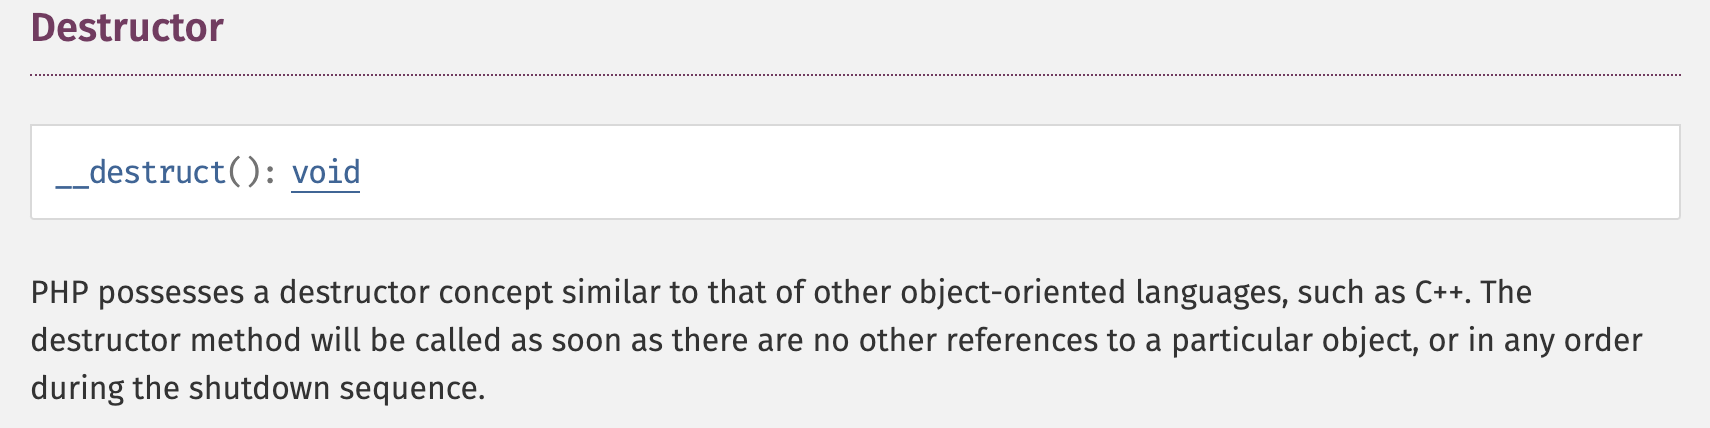 Destructor
__destruct(): void
PHP possesses a destructor concept similar to that of other object-oriented languages, such as C++. The
destructor method will be called as soon as there are no other references to a particular object, or in any order
during the shutdown sequence.